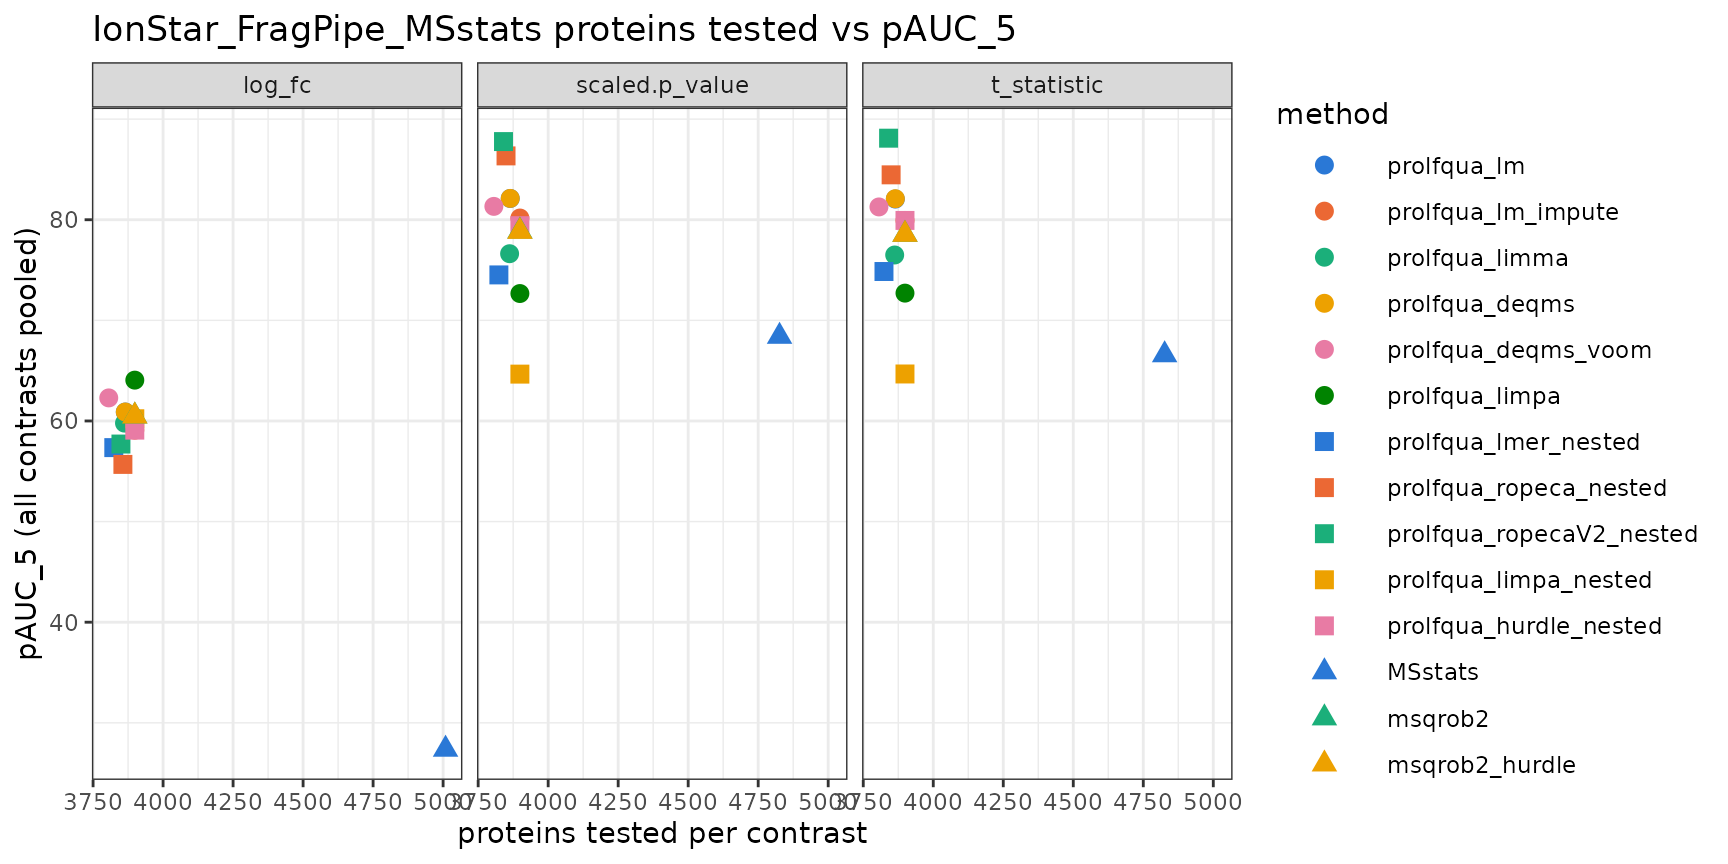 IonStar_FragPipe_MSstats proteins tested vs pAUC_5
log_fc
scaled.p_value
t_statistic
pAUC_5 (all contrasts pooled)
80
60
40
3750 4000 4250 4500 4750 5000
3750 4000 4250 4500 4750 5000
3750 4000 4250 4500 4750 5000
proteins tested per contrast
method
prolfqua_lm
prolfqua_lm_impute
prolfqua_limma
prolfqua_deqms
prolfqua_deqms_voom
prolfqua_limpa
prolfqua_lmer_nested
prolfqua_ropeca_nested
prolfqua_ropecaV2_nested
prolfqua_limpa_nested
prolfqua_hurdle_nested
MSstats
msqrob2
msqrob2_hurdle